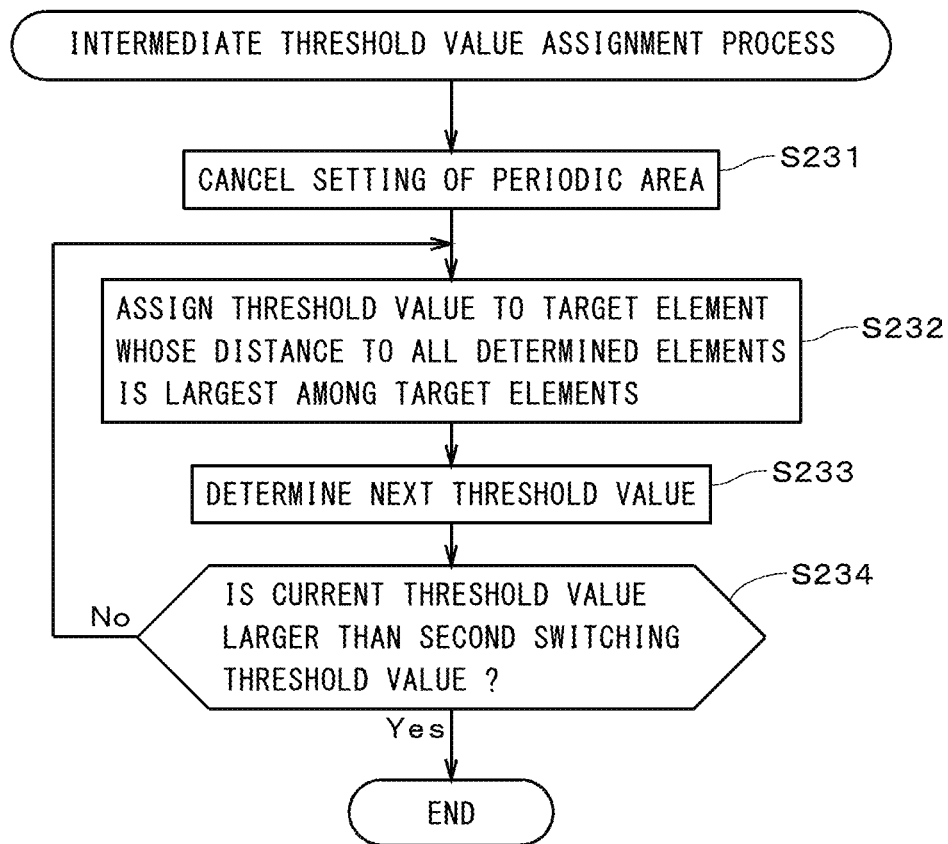 INTERMEDIATE THRESHOLD VALUE ASSIGNMENT PROCESS
S231
CANCEL SETTING OF PERIODIC AREA
ASSIGN THRESHOLD VALUE TO TARGET ELEMENT
WHOSE DISTANCE TO ALL DETERMINED ELEMENTS
IS LARGEST AMONG TARGET ELEMENTS
S232
S233
DETERMINE NEXT THRESHOLD VALUE
S234
IS CURRENT THRESHOLD VALUE
LARGER THAN SECOND SWITCHING
THRESHOLD VALUE ?
No
Yes
END